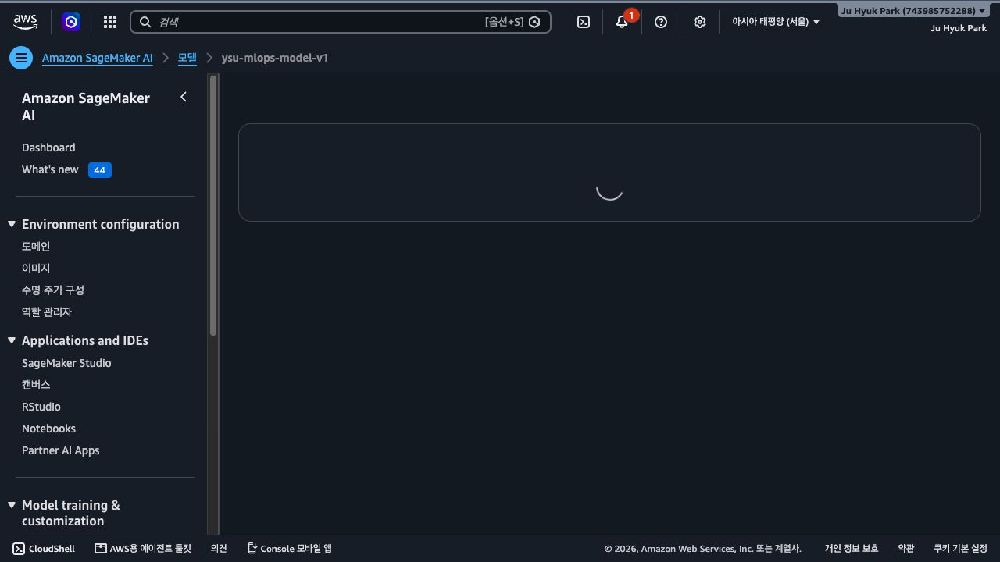 aws
검색
[옵션+S]
1
아시아 태평양 (서울)
Ju Hyuk Park (743985752288)
Ju Hyuk Park
Amazon SageMaker AI
모델
ysu-mlops-model-v1
Amazon SageMaker
AI
Dashboard
What's new 44
Environment configuration
도메인
이미지
수명 주기 구성
역할 관리자
Applications and IDEs
SageMaker Studio
캔버스
RStudio
Notebooks
Partner AI Apps
Model training &
customization
CloudShell
AWS용 에이전트 툴킷
의견
Console 모바일 앱
© 2026, Amazon Web Services, Inc. 또는 계열사.
개인 정보 보호
약관
쿠키 기본 설정